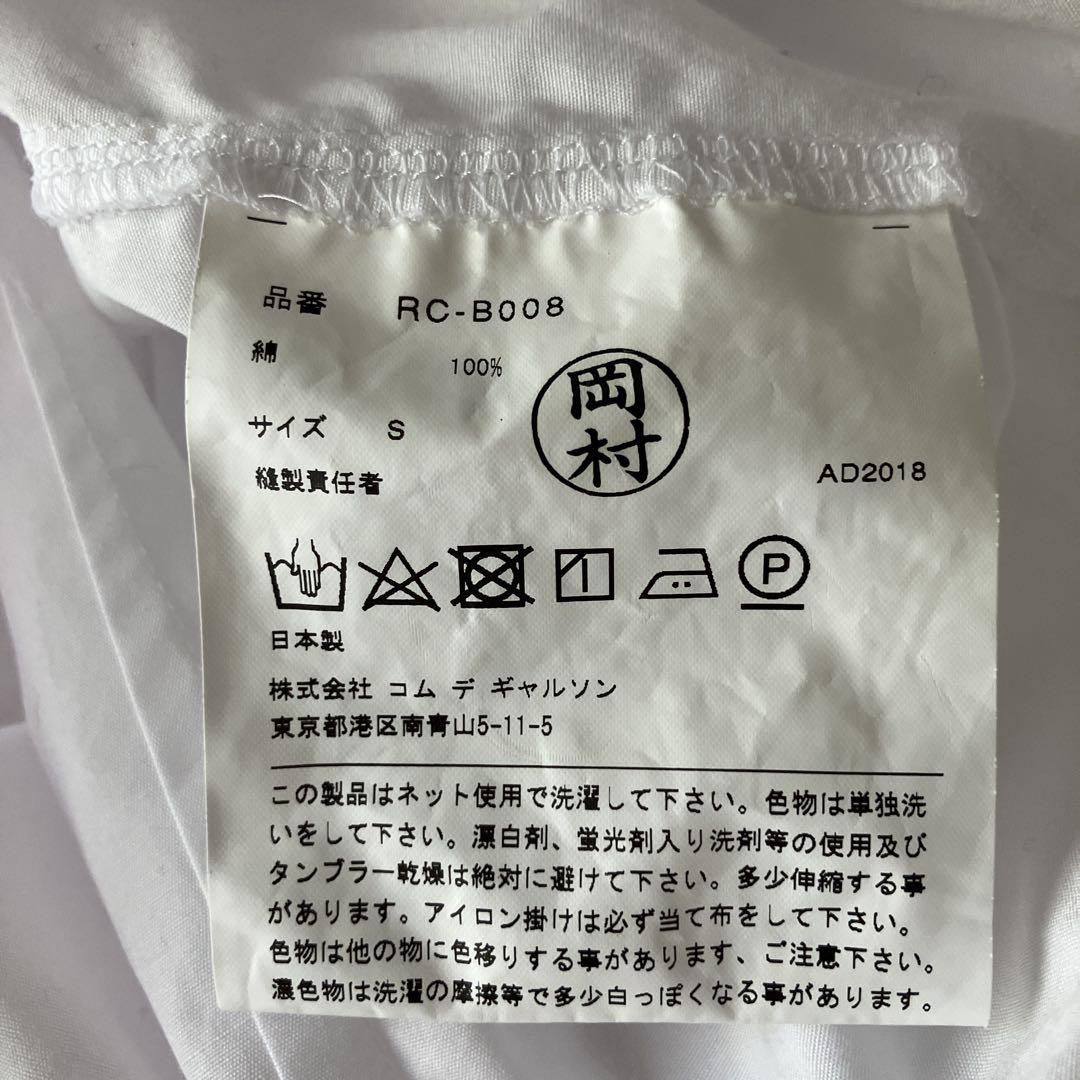 品番 RC-B008
綿 100%
岡村
サイズ S
縫製責任者 AD2018
P
日本製
株式会社 コム デ ギャルソン
東京都港区南青山5-11-5
この製品はネット使用で洗濯して下さい。色物は単独洗
いをして下さい。漂白剤、蛍光剤入り洗剤等の使用及び
タンブラー乾燥は絶対に避けて下さい。多少伸縮する事
があります。アイロン掛けは必ず当て布をして下さい。
色物は他の物に色移りする事があります、ご注意下さい。
濃色物は洗濯の摩擦等で多少白っぽくなる事があります。